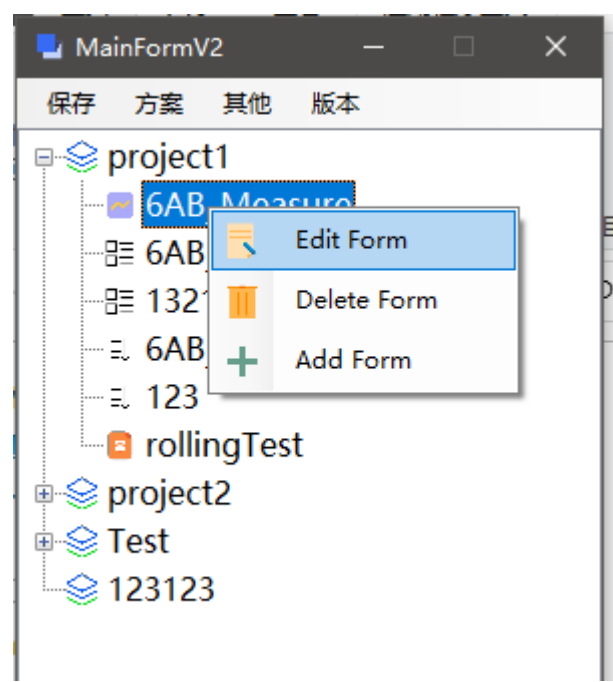 MainFormV2
保存 方案 其他 版本
project1
6AB_Measure
Edit Form
6AB
Delete Form
1321
6AB
Add Form
123
rollingTest
project2
Test
123123